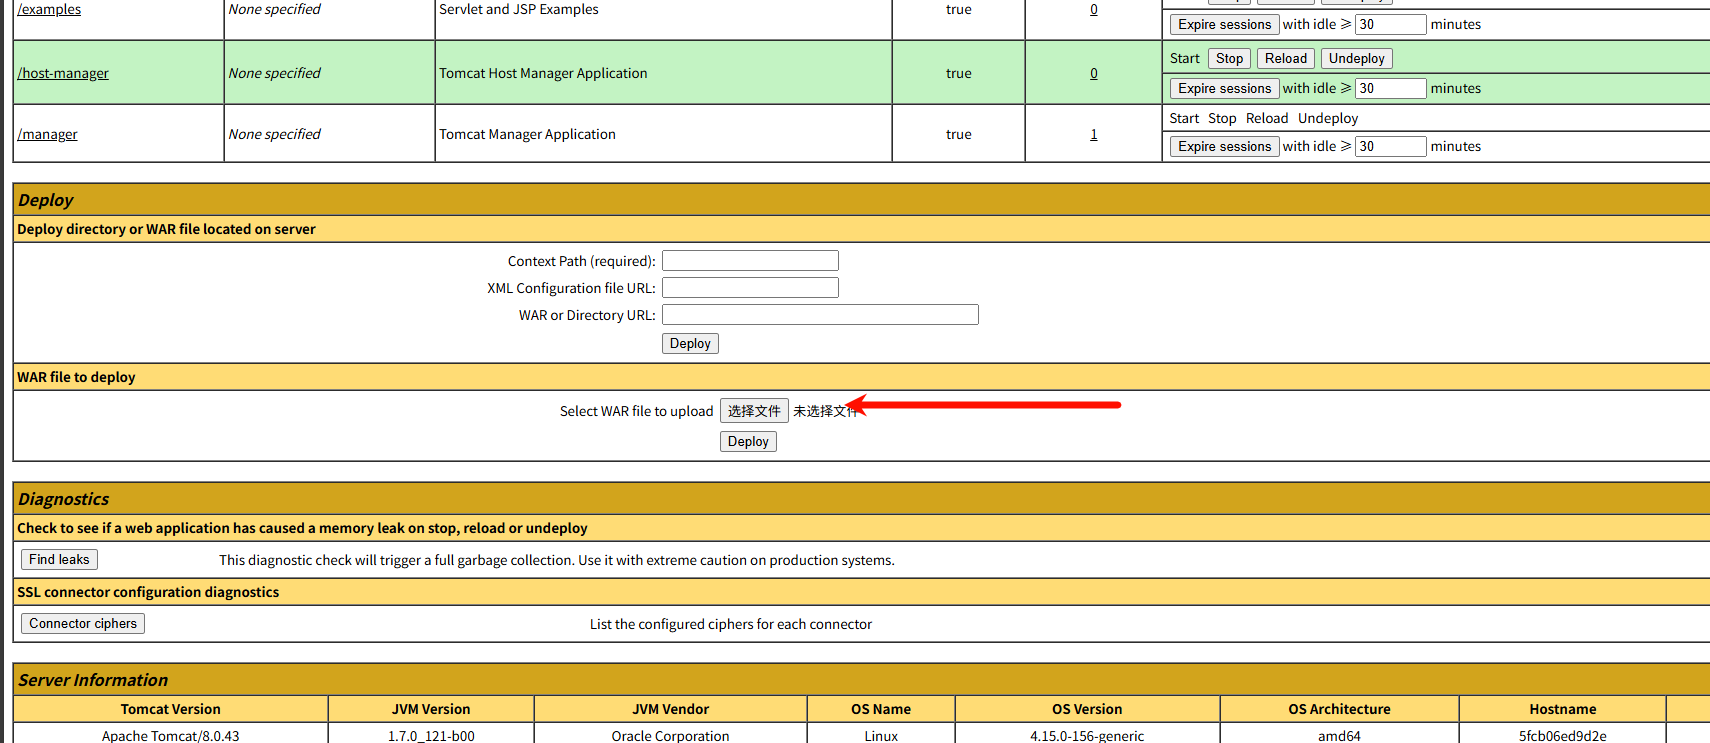 /examples None specified Servlet and JSP Examples true 0
Expire sessions with idle ≥ 30 minutes
/host-manager None specified Tomcat Host Manager Application true 0 Start Stop Reload Undeploy
Expire sessions with idle ≥ 30 minutes
/manager None specified Tomcat Manager Application true 1 Start Stop Reload Undeploy
Expire sessions with idle ≥ 30 minutes
Deploy
Deploy directory or WAR file located on server
Context Path (required):
XML Configuration file URL:
WAR or Directory URL:
Deploy
WAR file to deploy
Select WAR file to upload 选择文件 未选择文件
Deploy
Diagnostics
Check to see if a web application has caused a memory leak on stop, reload or undeploy
Find leaks This diagnostic check will trigger a full garbage collection. Use it with extreme caution on production systems.
SSL connector configuration diagnostics
Connector ciphers List the configured ciphers for each connector
Server Information
Tomcat Version JVM Version JVM Vendor OS Name OS Version OS Architecture Hostname
Apache Tomcat/8.0.43 1.7.0_121-b00 Oracle Corporation Linux 4.15.0-156-generic amd64 5fcb06ed9d2e